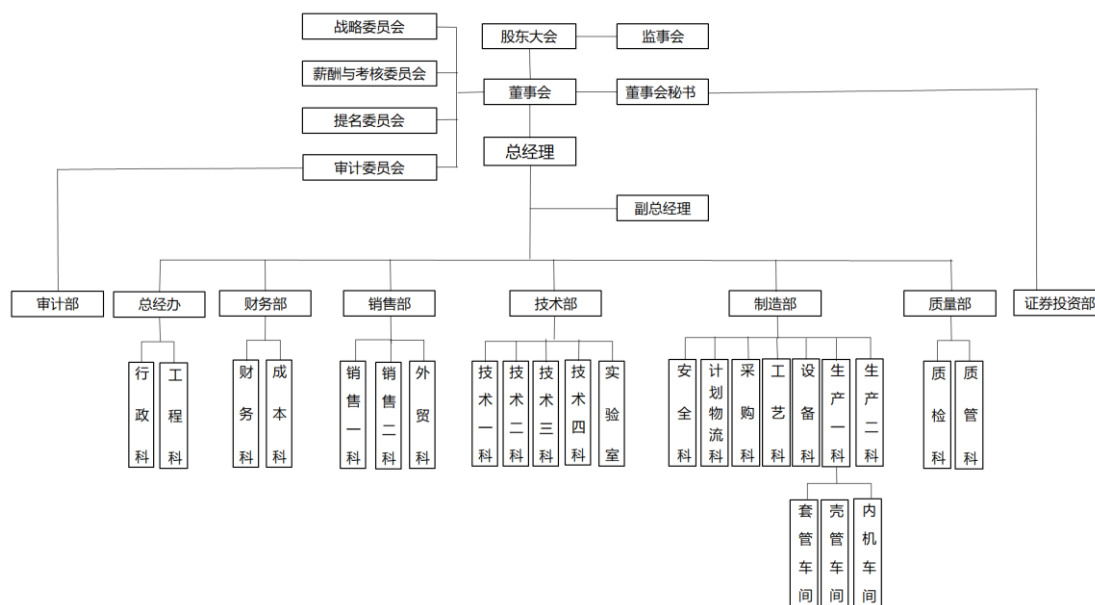 战略委员会
股东大会
监事会
薪酬与考核委员会
董事会
董事会秘书
提名委员会
总经理
审计委员会
副总经理
审计部
总经办
财务部
销售部
技术部
制造部
质量部
证券投资部
行政科
工程科
财务科
成本科
销售一科
销售二科
外贸科
技术一科
技术二科
技术三科
技术四科
实验室
安全科
计划物流科
采购科
工艺科
设备科
生产一科
生产二科
质检科
质管科
套管车间
壳管车间
内机车间